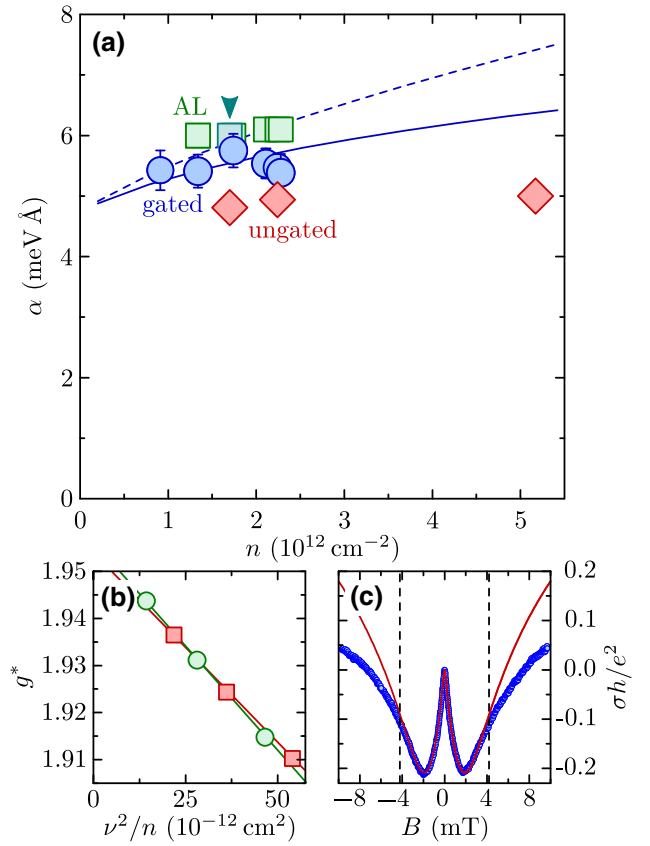 8
(a)
AL
6
gated
ungated
α (meV Å)
4
2
0
0 1 2 3 4 5
n (10¹² cm⁻²)
1.95
(b)
1.94
g*
1.93
1.92
1.91
0 25 50
ν²/n (10⁻¹² cm²)
(c)
0.2
0.1
0.0
σh/e²
-0.1
-0.2
−8 −4 0 4 8
B (mT)